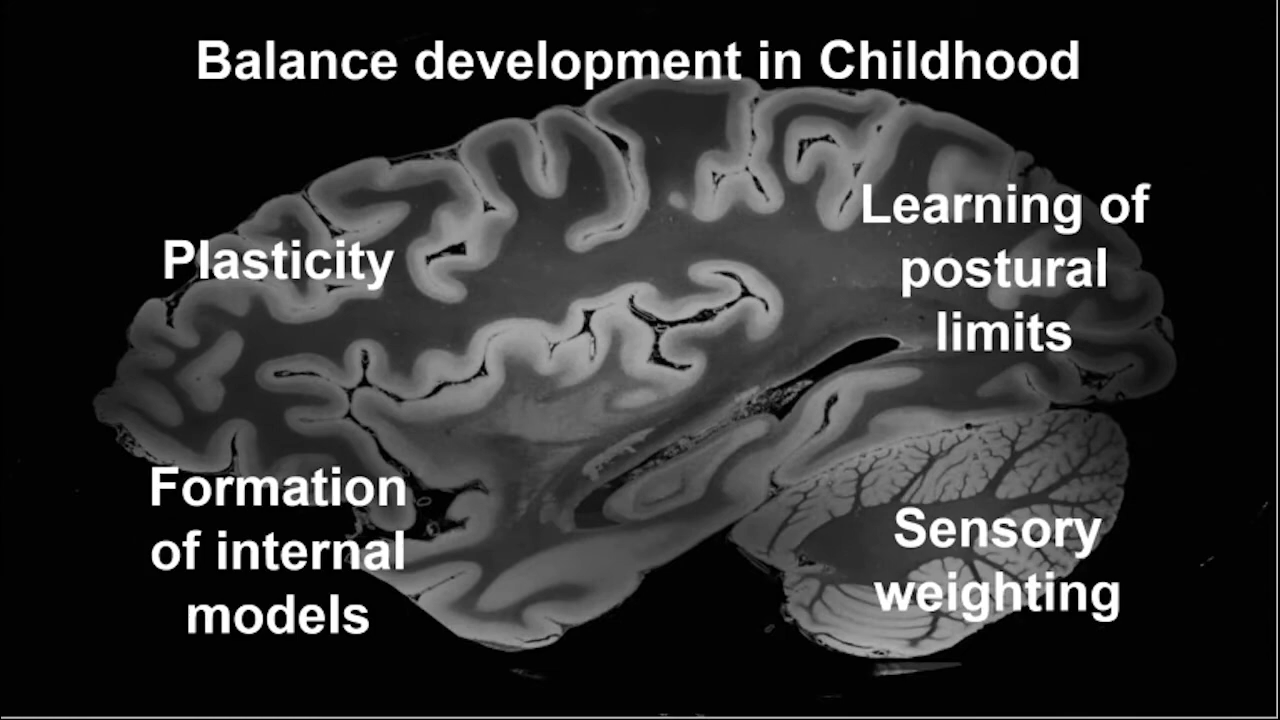 Balance development in Childhood
Plasticity
Learning of
postural
limits
Formation
of internal
models
Sensory
weighting